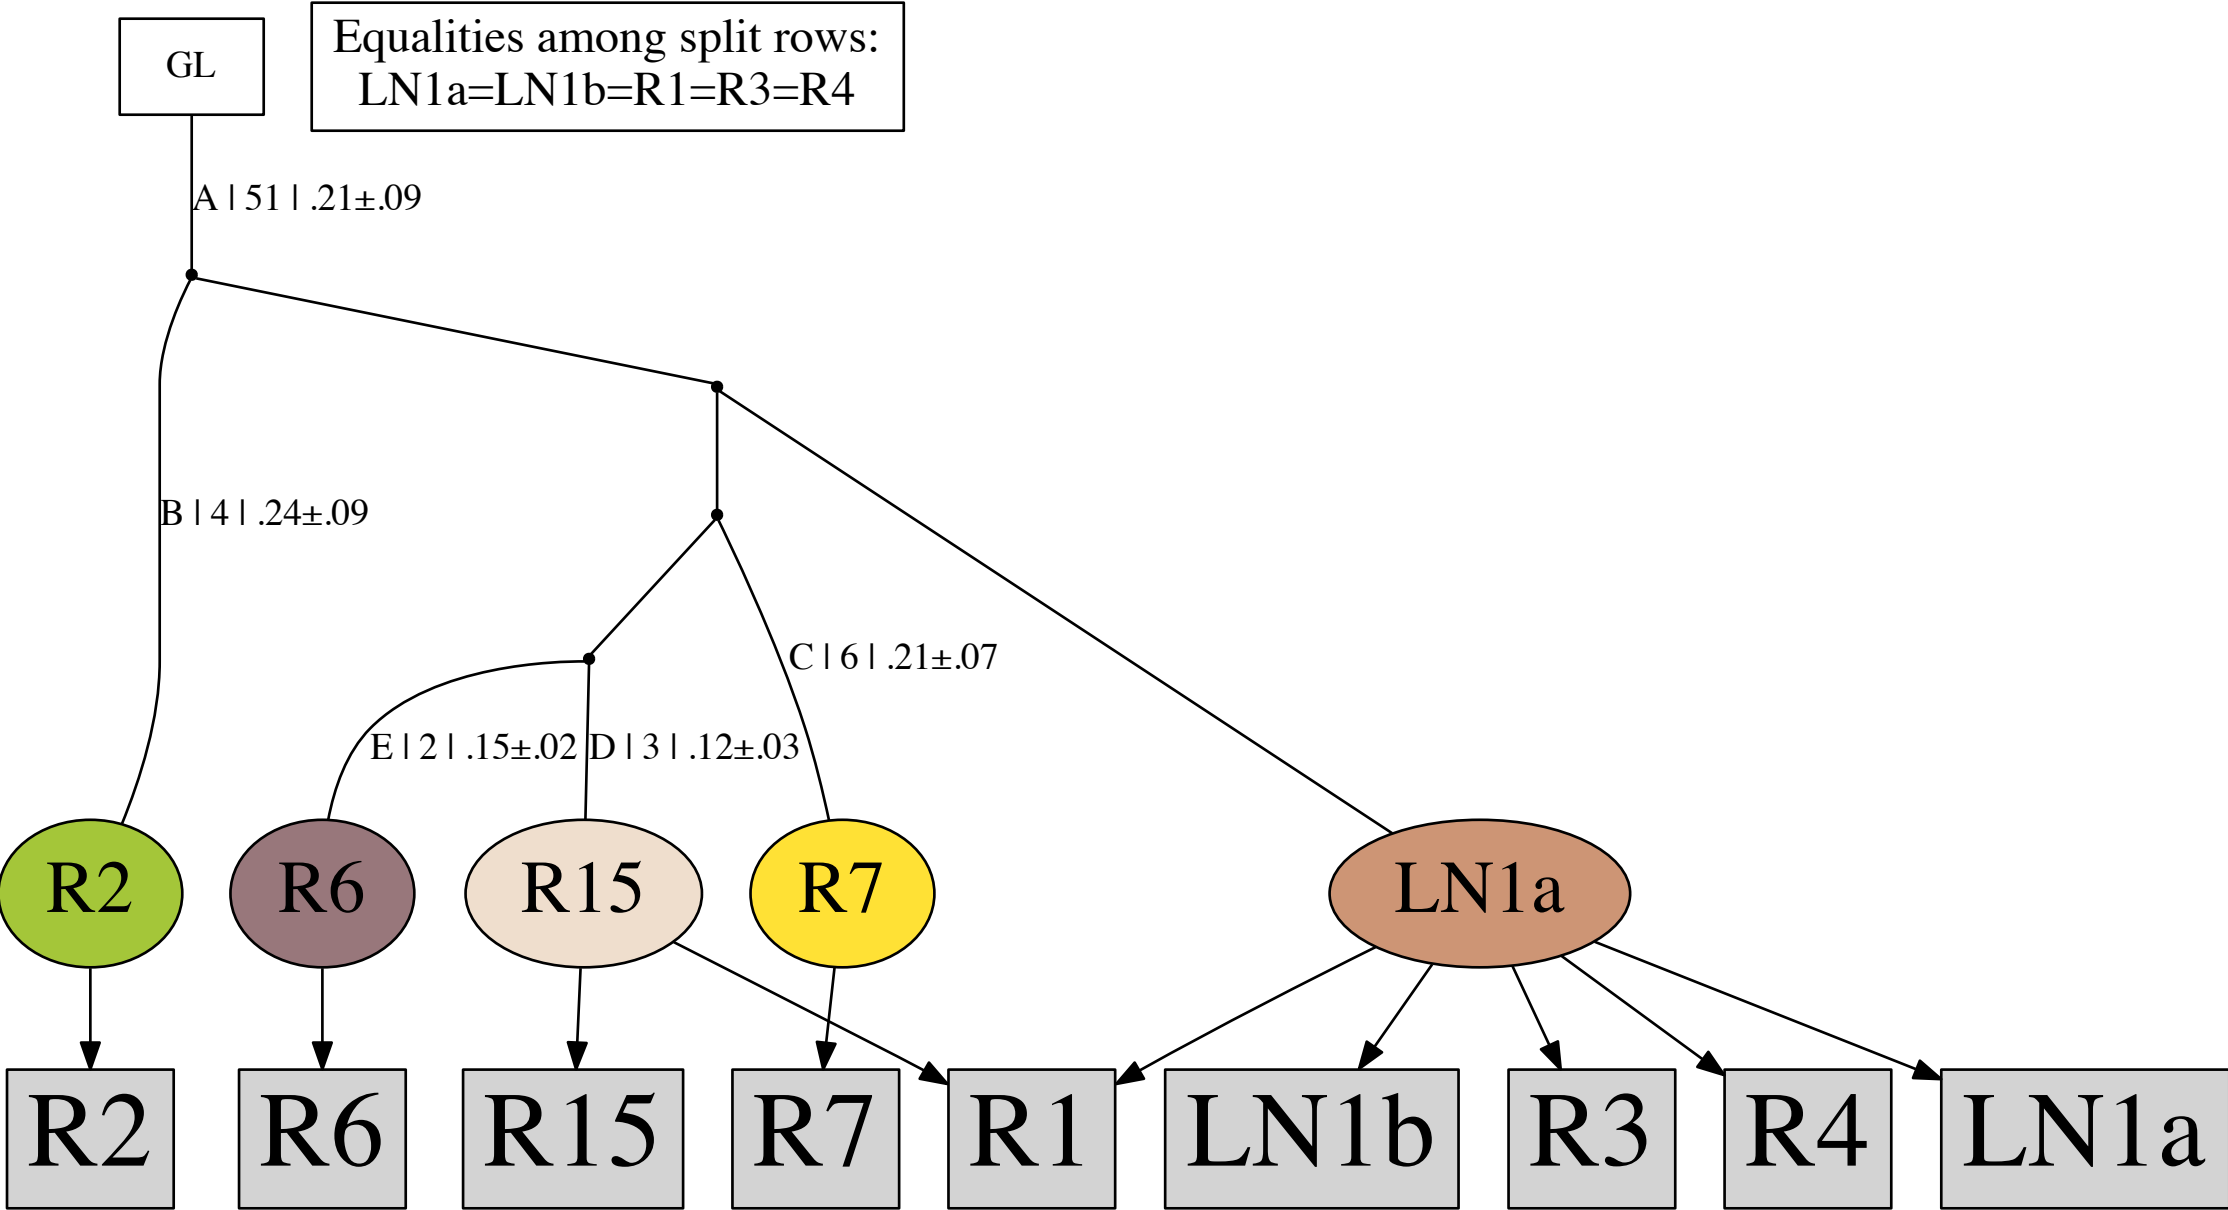 GL
Equalities among split rows:
LN1a=LN1b=R1=R3=R4
A | 51 | .21±.09
B | 4 | .24±.09
C | 6 | .21±.07
E | 2 | .15±.02
D | 3 | .12±.03
R2
R6
R15
R7
LN1a
R2
R6
R15
R7
R1
LN1b
R3
R4
LN1a